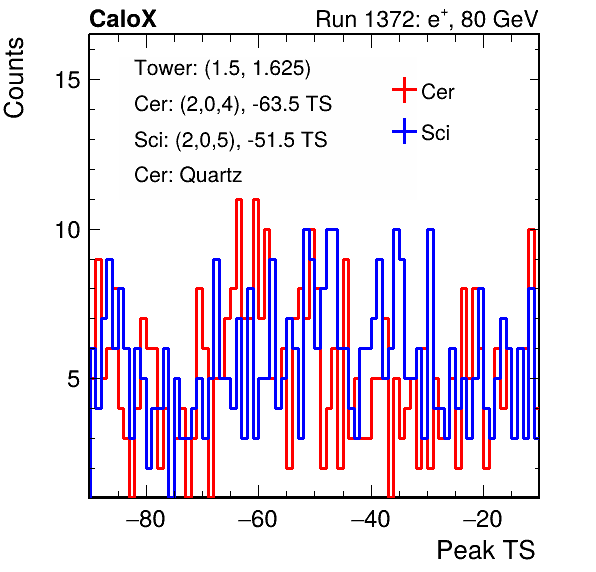 CaloX Run 1372: e+, 80 GeV
Counts
Tower: (1.5, 1.625)
Cer: (2,0,4), -63.5 TS
Sci: (2,0,5), -51.5 TS
Cer: Quartz
Cer
Sci
15
10
5
−80 −60 −40 −20
Peak TS